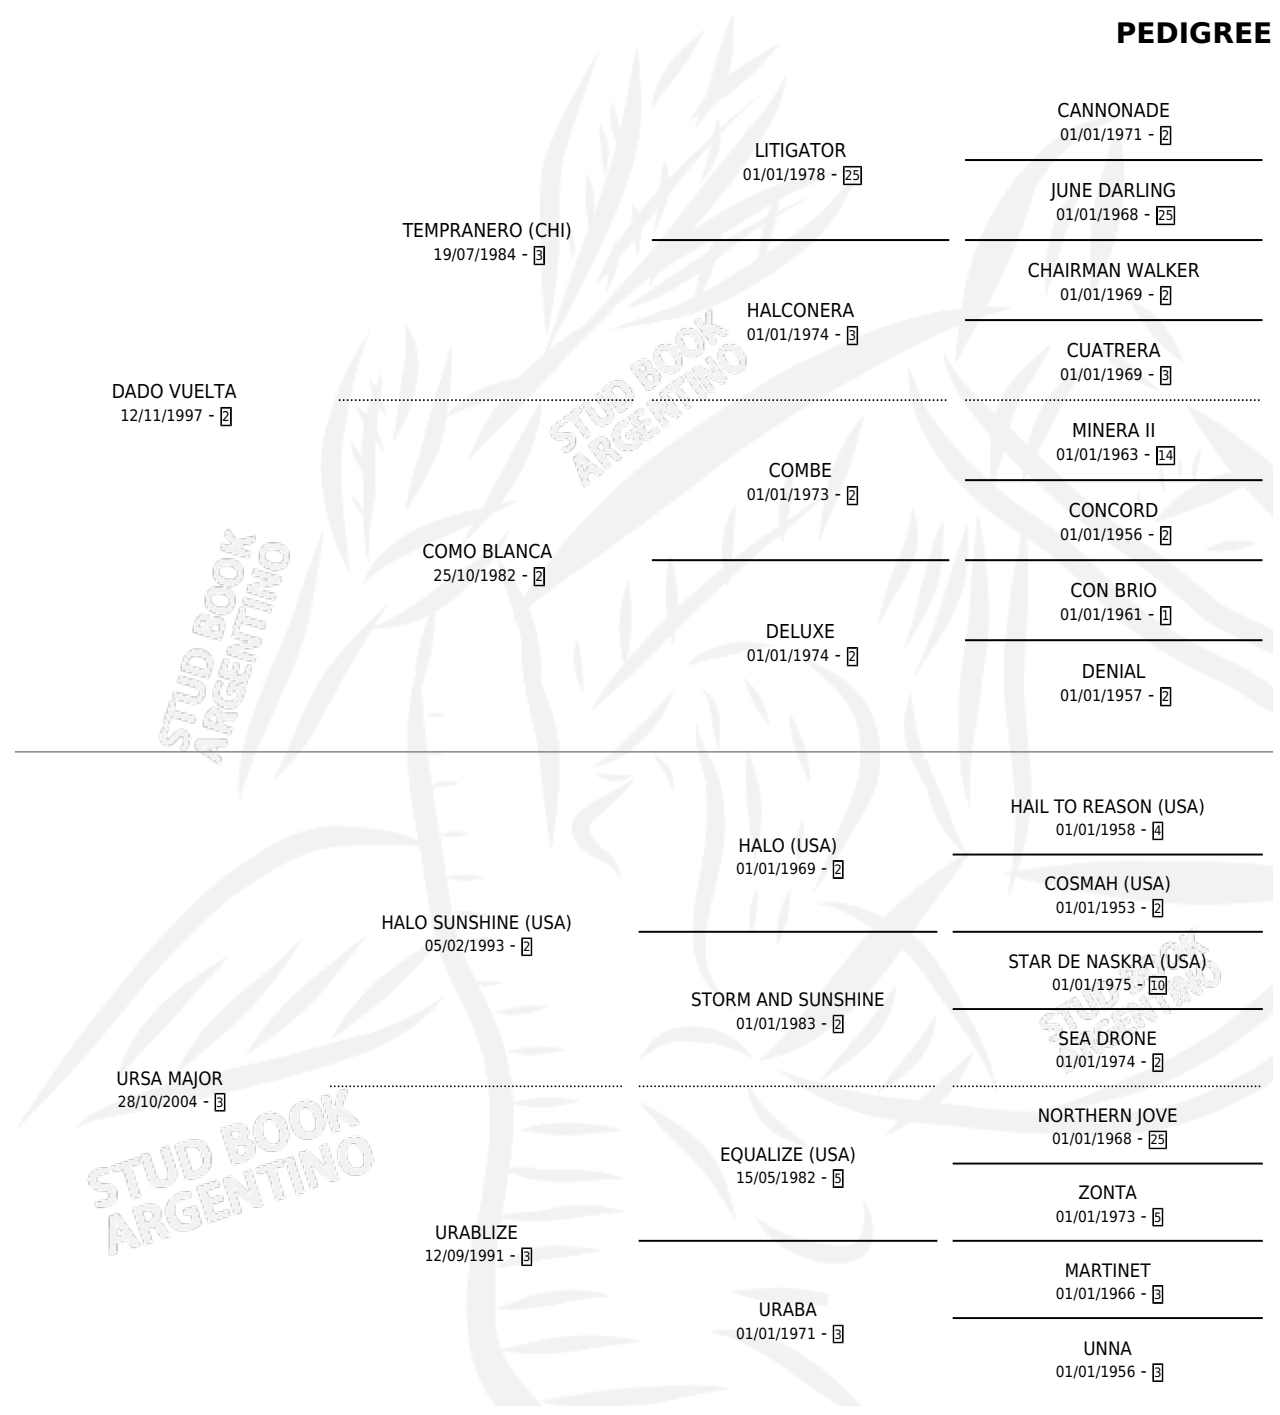 PEDIGREE
CANNONADE
01/01/1971 - 2
LITIGATOR
01/01/1978 - 25
JUNE DARLING
01/01/1968 - 25
TEMPRANERO (CHI)
19/07/1984 - 3
CHAIRMAN WALKER
01/01/1969 - 2
HALCONERA
01/01/1974 - 3
CUATRERA
01/01/1969 - 3
DADO VUELTA
12/11/1997 - 2
STUD BOOK
ARGENTINO
MINERA II
01/01/1963 - 14
COMBE
01/01/1973 - 2
CONCORD
01/01/1956 - 2
COMO BLANCA
25/10/1982 - 2
CON BRIO
01/01/1961 - 1
DELUXE
01/01/1974 - 2
DENIAL
01/01/1957 - 2
STUD BOOK
ARGENTINO
HAIL TO REASON (USA)
01/01/1958 - 4
HALO (USA)
01/01/1969 - 2
COSMAH (USA)
01/01/1953 - 2
HALO SUNSHINE (USA)
05/02/1993 - 2
STAR DE NASKRA (USA)
01/01/1975 - 10
STORM AND SUNSHINE
01/01/1983 - 2
STUD BOOK
ARGENTINO
SEA DRONE
01/01/1974 - 2
URSA MAJOR
28/10/2004 - 3
STUD BOOK
ARGENTINO
NORTHERN JOVE
01/01/1968 - 25
EQUALIZE (USA)
15/05/1982 - 5
ZONTA
01/01/1973 - 5
URABLIZE
12/09/1991 - 3
MARTINET
01/01/1966 - 3
URABA
01/01/1971 - 3
UNNA
01/01/1956 - 3